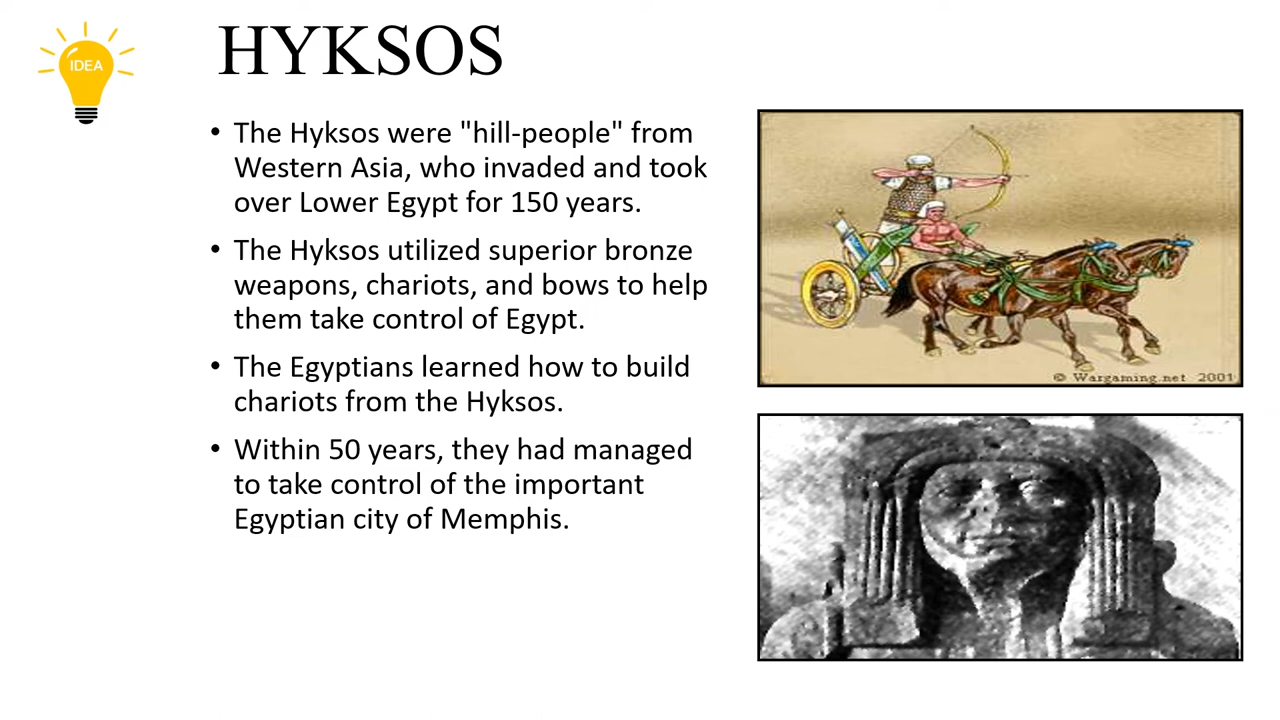 IDEA
HYKSOS
• The Hyksos were "hill-people" from
Western Asia, who invaded and took
over Lower Egypt for 150 years.
• The Hyksos utilized superior bronze
weapons, chariots, and bows to help
them take control of Egypt.
• The Egyptians learned how to build
chariots from the Hyksos.
• Within 50 years, they had managed
to take control of the important
Egyptian city of Memphis.
© Wargaming.net 2001